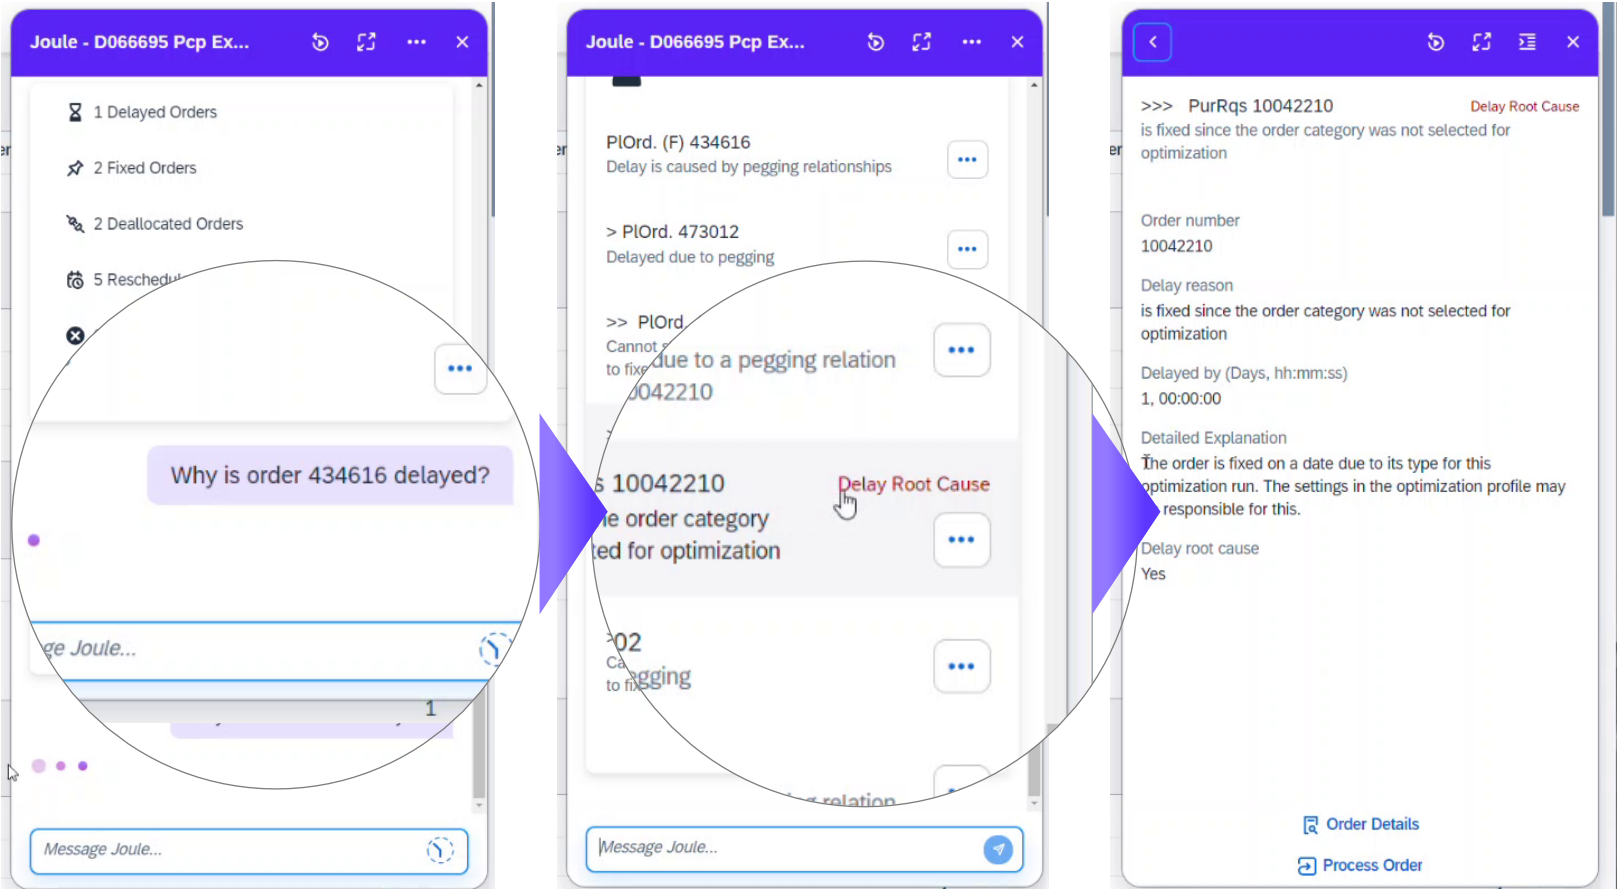 Joule - D066695 Pcp Ex...
1 Delayed Orders
2 Fixed Orders
2 Deallocated Orders
5 Reschedul
Why is order 434616 delayed?
ge Joule...
1
Message Joule...
Joule - D066695 Pcp Ex...
PlOrd. (F) 434616
Delay is caused by pegging relationships
> PlOrd. 473012
Delayed due to pegging
>> PlOrd.
Cannot
to fixe
due to a pegging relation
0042210
s 10042210
Delay Root Cause
he order category
ted for optimization
>02
Ca
egging
to fix
relation
Message Joule...
>>> PurRqs 10042210
Delay Root Cause
is fixed since the order category was not selected for
optimization
Order number
10042210
Delay reason
is fixed since the order category was not selected for
optimization
Delayed by (Days, hh:mm:ss)
1, 00:00:00
Detailed Explanation
The order is fixed on a date due to its type for this
optimization run. The settings in the optimization profile may
responsible for this.
Delay root cause
Yes
Order Details
Process Order